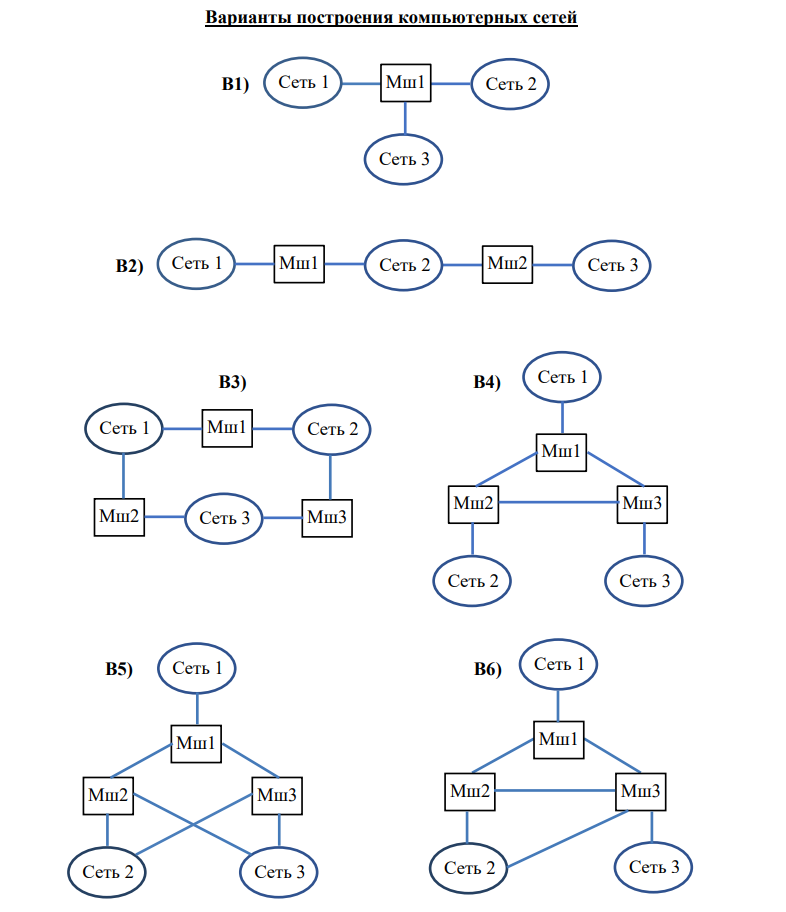 Варианты построения компьютерных сетей
В1) Сеть 1 Мш1 Сеть 2
Сеть 3
В2) Сеть 1 Мш1 Сеть 2 Мш2 Сеть 3
В3)
Сеть 1 Мш1 Сеть 2
Мш2 Сеть 3 Мш3
В4)
Сеть 1
Мш1
Мш2 Мш3
Сеть 2 Сеть 3
В5) Сеть 1
Мш1
Мш2 Мш3
Сеть 2 Сеть 3
В6) Сеть 1
Мш1
Мш2 Мш3
Сеть 2 Сеть 3